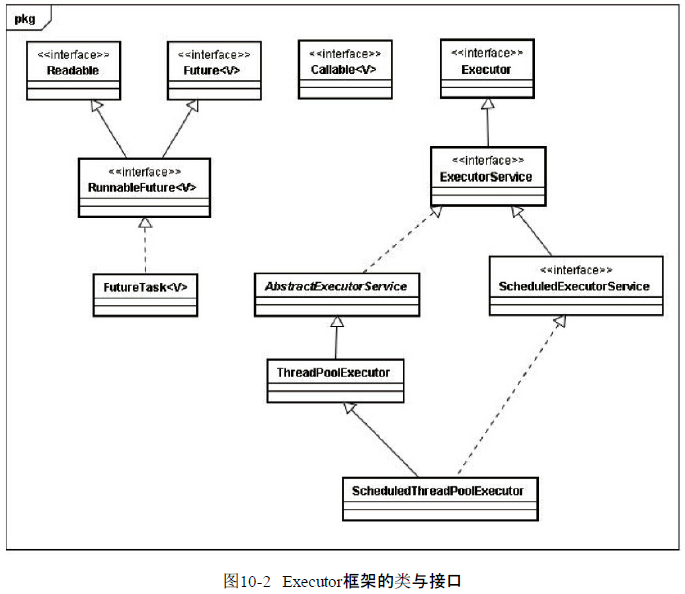 pkg
<<interface>>
Readable
<<interface>>
Future<V>
<<interface>>
Callable<V>
<<interface>>
Executor
<<interface>>
RunnableFuture<V>
<<interface>>
ExecutorService
FutureTask<V>
AbstractExecutorService
<<interface>>
ScheduledExecutorService
ThreadPoolExecutor
ScheduledThreadPoolExecutor
图10-2 Executor框架的类与接口